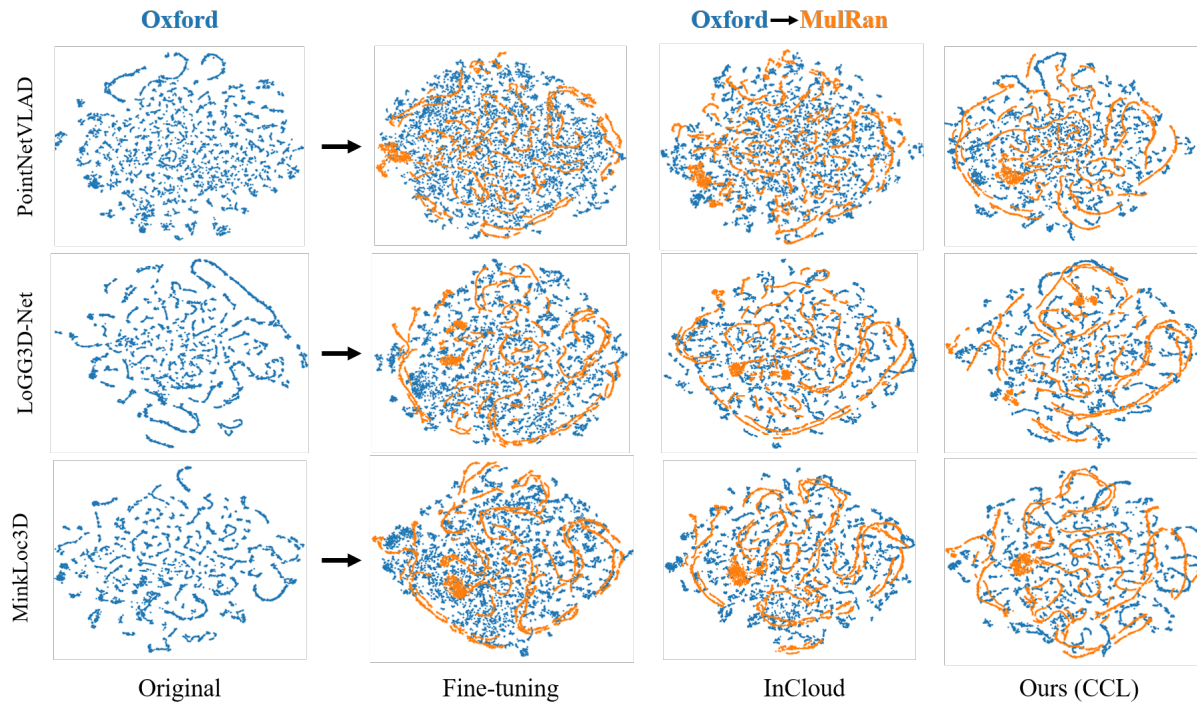 Oxford
Oxford→MulRan
PointNetVLAD
LoGG3D-Net
MinkLoc3D
Original
Fine-tuning
InCloud
Ours (CCL)